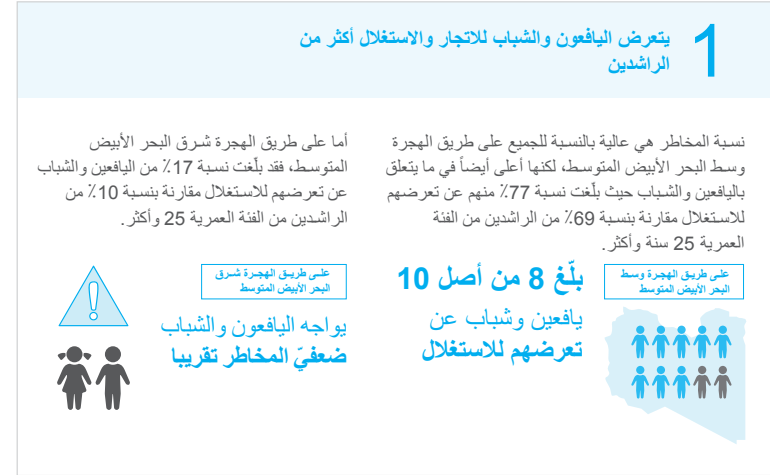 1
يتعرض اليافعون والشباب للاتجار والاستغلال أكثر من
الراشدين
نسبة المخاطر هي عالية بالنسبة للجميع على طريق الهجرة
وسط البحر الأبيض المتوسط، لكنها أعلى أيضاً في ما يتعلق
باليافعين والشباب حيث بلّغت نسبة 77٪ منهم عن تعرضهم
للاستغلال مقارنة بنسبة 69٪ من الراشدين من الفئة
العمرية 25 سنة وأكثر.
على طريق الهجرة وسط
البحر الأبيض المتوسط
بلّغ 8 من أصل 10
يافعين وشباب عن
تعرضهم للاستغلال
أما على طريق الهجرة شرق البحر الأبيض
المتوسط، فقد بلّغت نسبة 17٪ من اليافعين والشباب
عن تعرضهم للاستغلال مقارنة بنسبة 10٪ من
الراشدين من الفئة العمرية 25 وأكثر.
على طريق الهجرة شرق
البحر الأبيض المتوسط
يواجه اليافعون والشباب
ضعفيّ المخاطر تقريبا